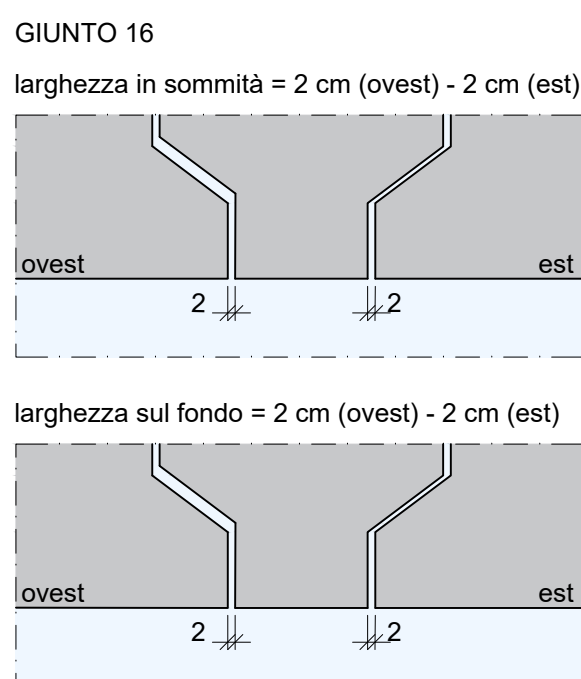 GIUNTO 16
larghezza in sommità = 2 cm (ovest) - 2 cm (est)
ovest est
2 2
larghezza sul fondo = 2 cm (ovest) - 2 cm (est)
ovest est
2 2